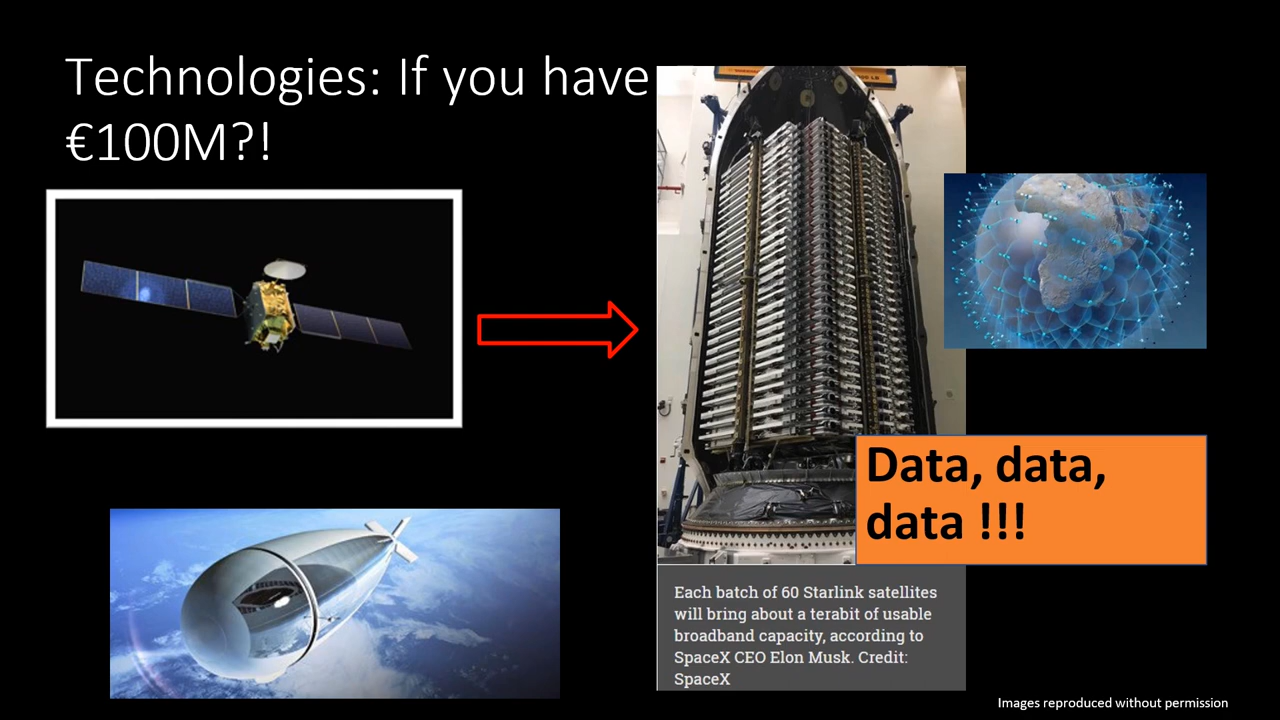 Technologies: If you have
€100M?!
Data, data,
data !!!
Each batch of 60 Starlink satellites
will bring about a terabit of usable
broadband capacity, according to
SpaceX CEO Elon Musk. Credit:
SpaceX
Images reproduced without permission